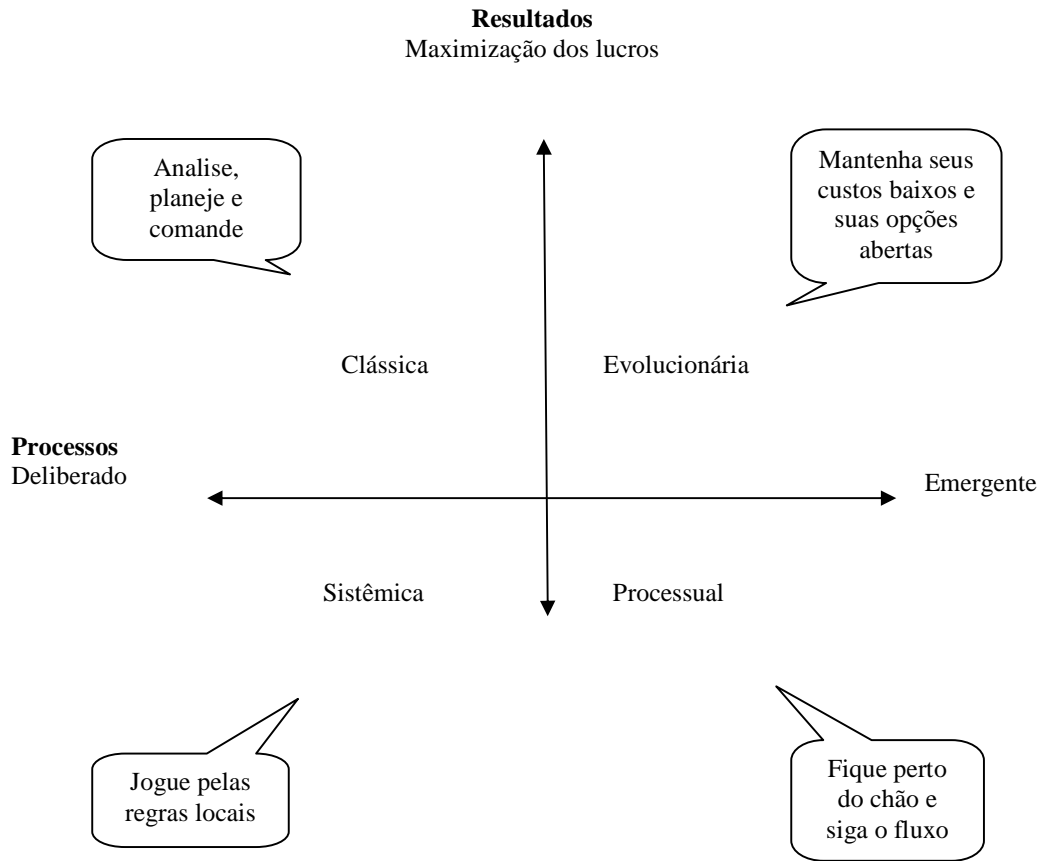 Resultados
Maximização dos lucros
Analise,
planeje e
comande
Mantenha seus
custos baixos e
suas opções
abertas
Clássica
Evolucionária
Processos
Deliberado
Emergente
Sistêmica
Processual
Jogue pelas
regras locais
Fique perto
do chão e
siga o fluxo